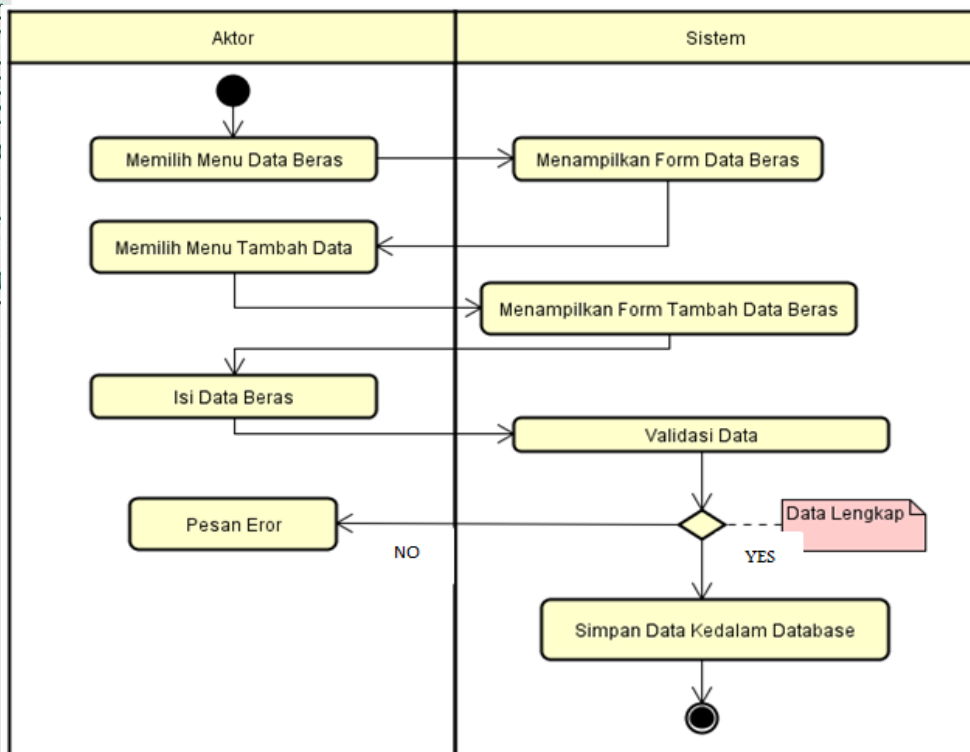 Aktor
Sistem
Memilih Menu Data Beras
Menampilkan Form Data Beras
Memilih Menu Tambah Data
Menampilkan Form Tambah Data Beras
Isi Data Beras
Validasi Data
Pesan Eror
Data Lengkap
NO
YES
Simpan Data Kedalam Database